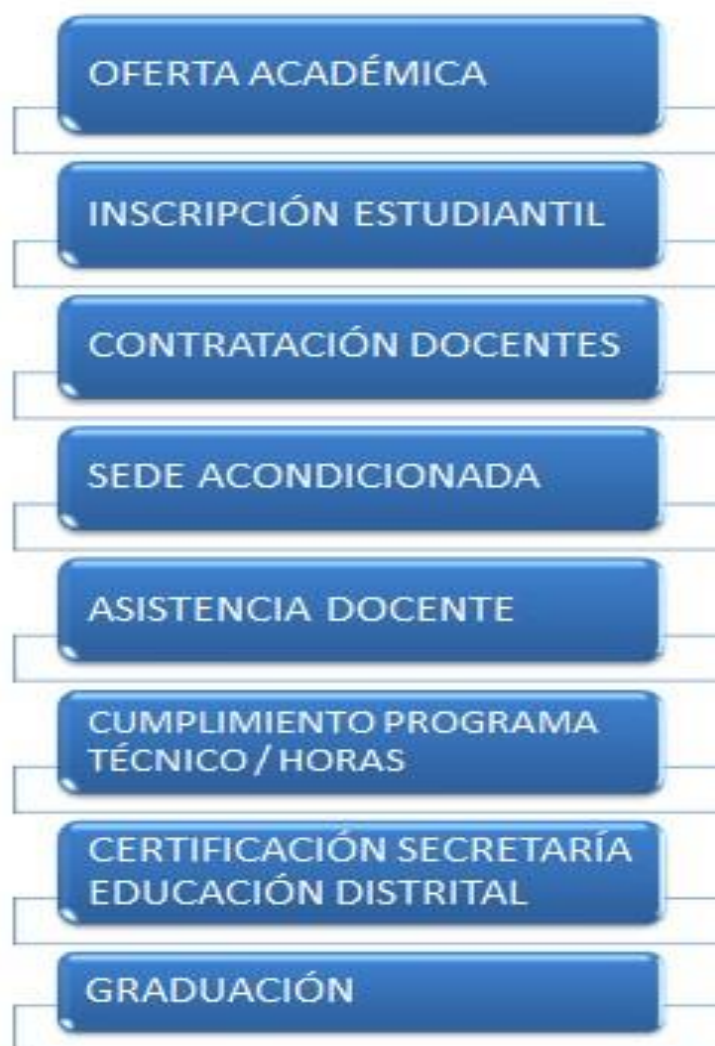 OFERTA ACADÉMICA
INSCRIPCIÓN ESTUDIANTIL
CONTRATACIÓN DOCENTES
SEDE ACONDICIONADA
ASISTENCIA DOCENTE
CUMPLIMIENTO PROGRAMA
TÉCNICO / HORAS
CERTIFICACIÓN SECRETARÍA
EDUCACIÓN DISTRITAL
GRADUACIÓN